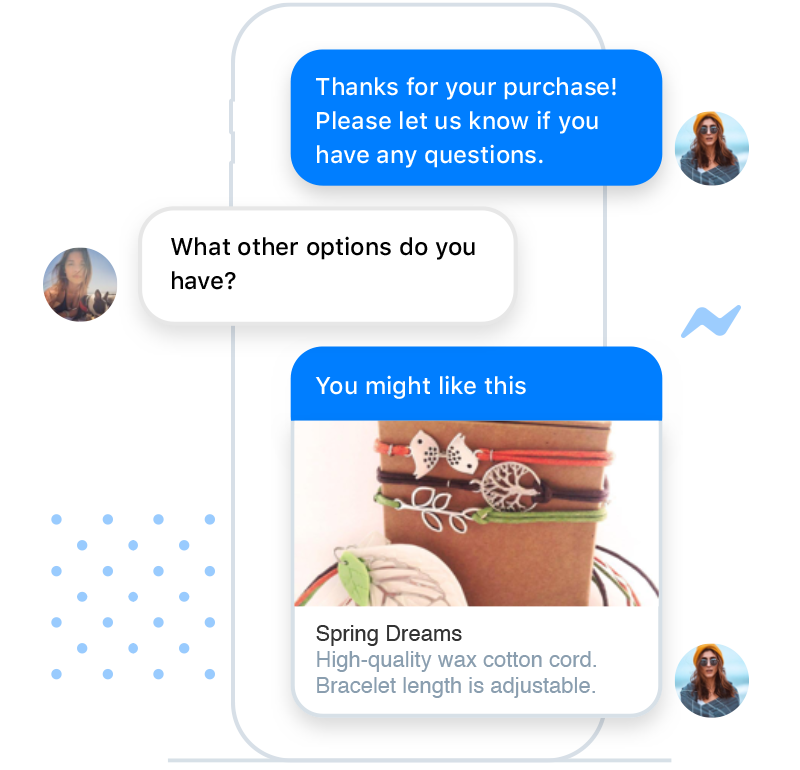 Thanks for your purchase!
Please let us know if you
have any questions.
What other options do you
have?
You might like this
Spring Dreams
High-quality wax cotton cord.
Bracelet length is adjustable.